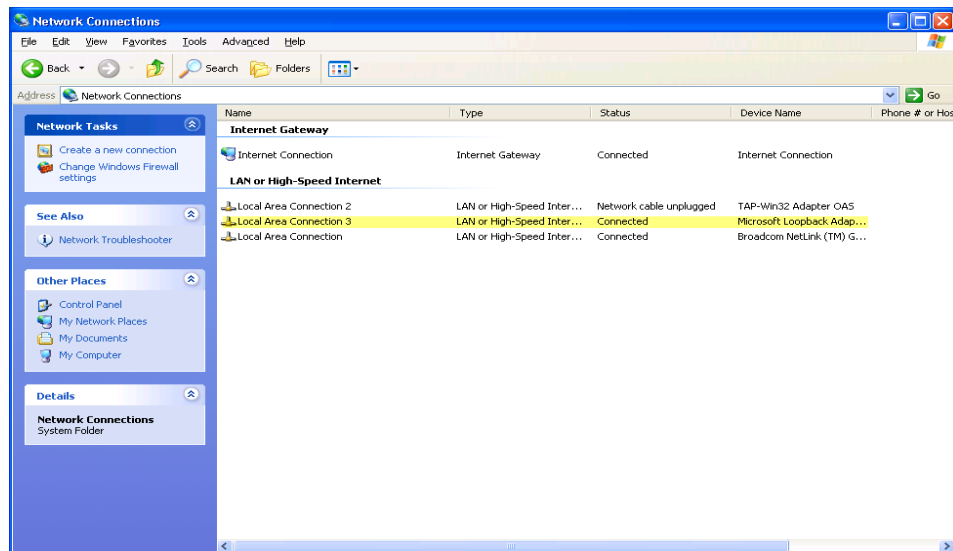 Network Connections
File Edit View Favorites Tools Advanced Help
Back Search Folders
Address Network Connections Go
Network Tasks
Create a new connection
Change Windows Firewall
settings
See Also
Network Troubleshooter
Other Places
Control Panel
My Network Places
My Documents
My Computer
Details
Network Connections
System Folder
Name Type Status Device Name Phone # or Hos
Internet Gateway
Internet Connection Internet Gateway Connected Internet Connection
LAN or High-Speed Internet
Local Area Connection 2 LAN or High-Speed Inter... Network cable unplugged TAP-Win32 Adapter OAS
Local Area Connection 3 LAN or High-Speed Inter... Connected Microsoft Loopback Adap...
Local Area Connection LAN or High-Speed Inter... Connected Broadcom NetLink (TM) G...